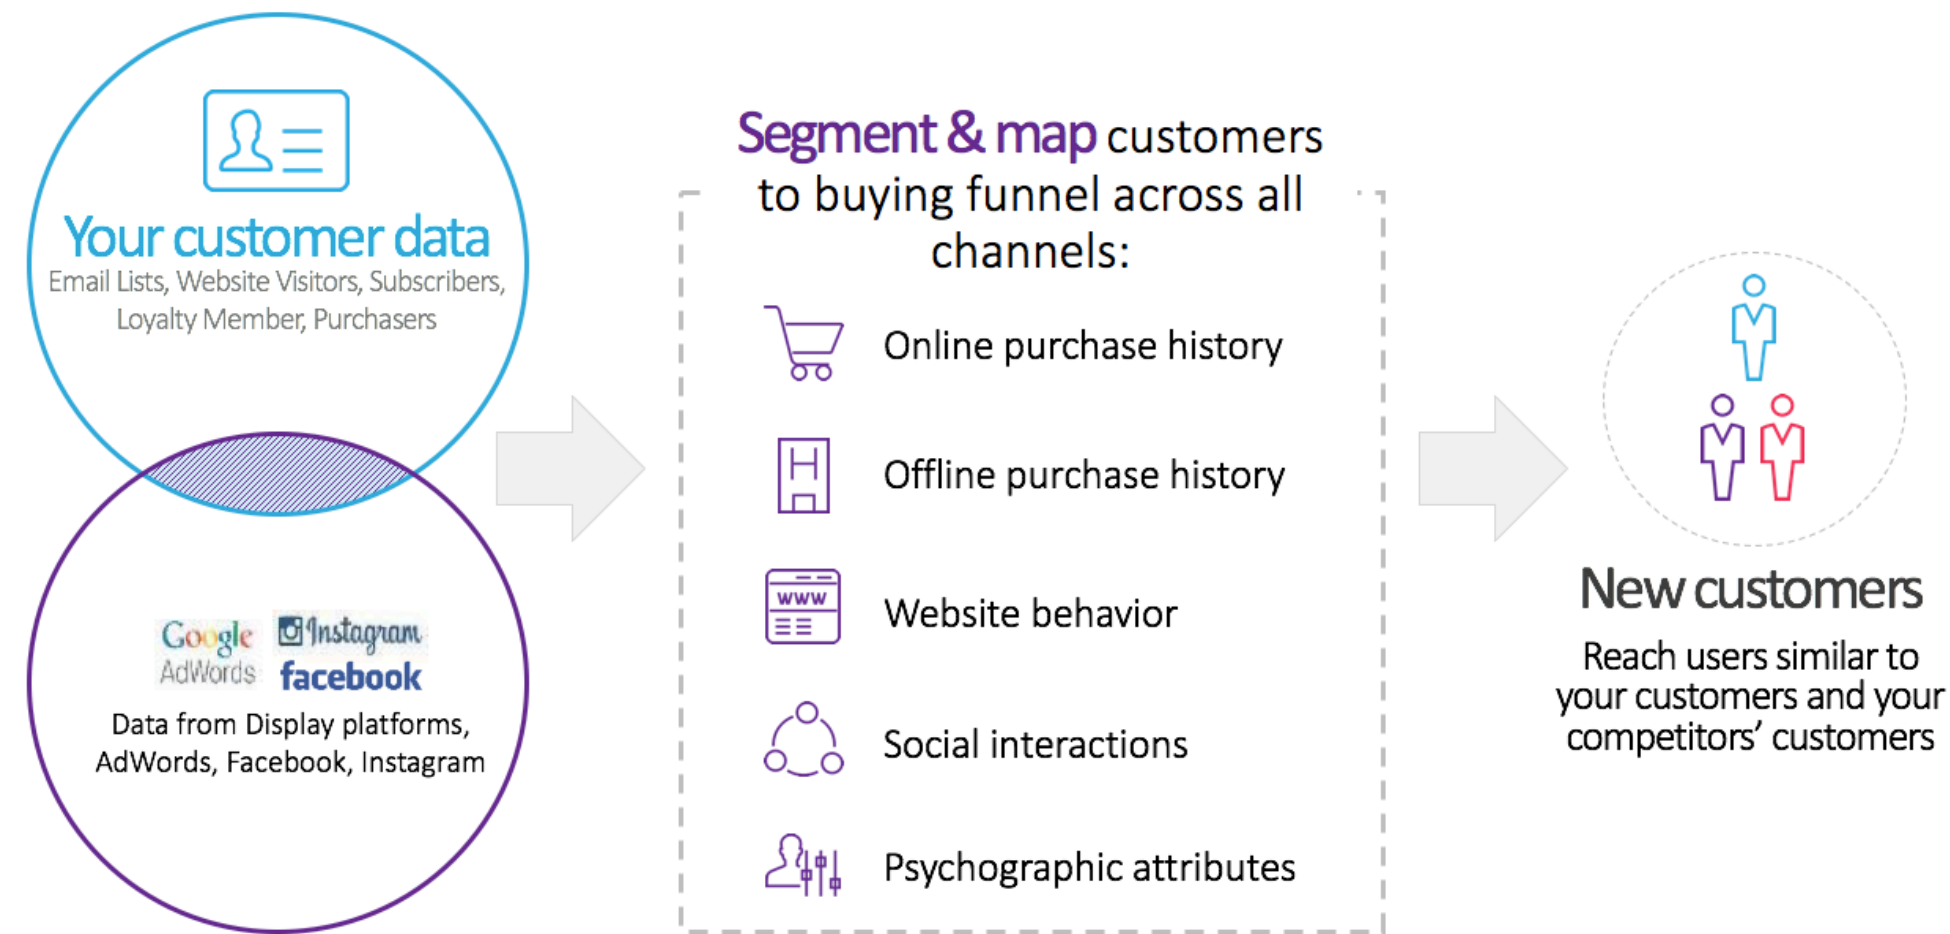 Your customer data
Email Lists, Website Visitors, Subscribers,
Loyalty Member, Purchasers
Google
AdWords
Instagram
facebook
Data from Display platforms,
AdWords, Facebook, Instagram
Segment & map customers
to buying funnel across all
channels:
Online purchase history
H
Offline purchase history
www
Website behavior
Social interactions
Psychographic attributes
New customers
Reach users similar to
your customers and your
competitors’ customers